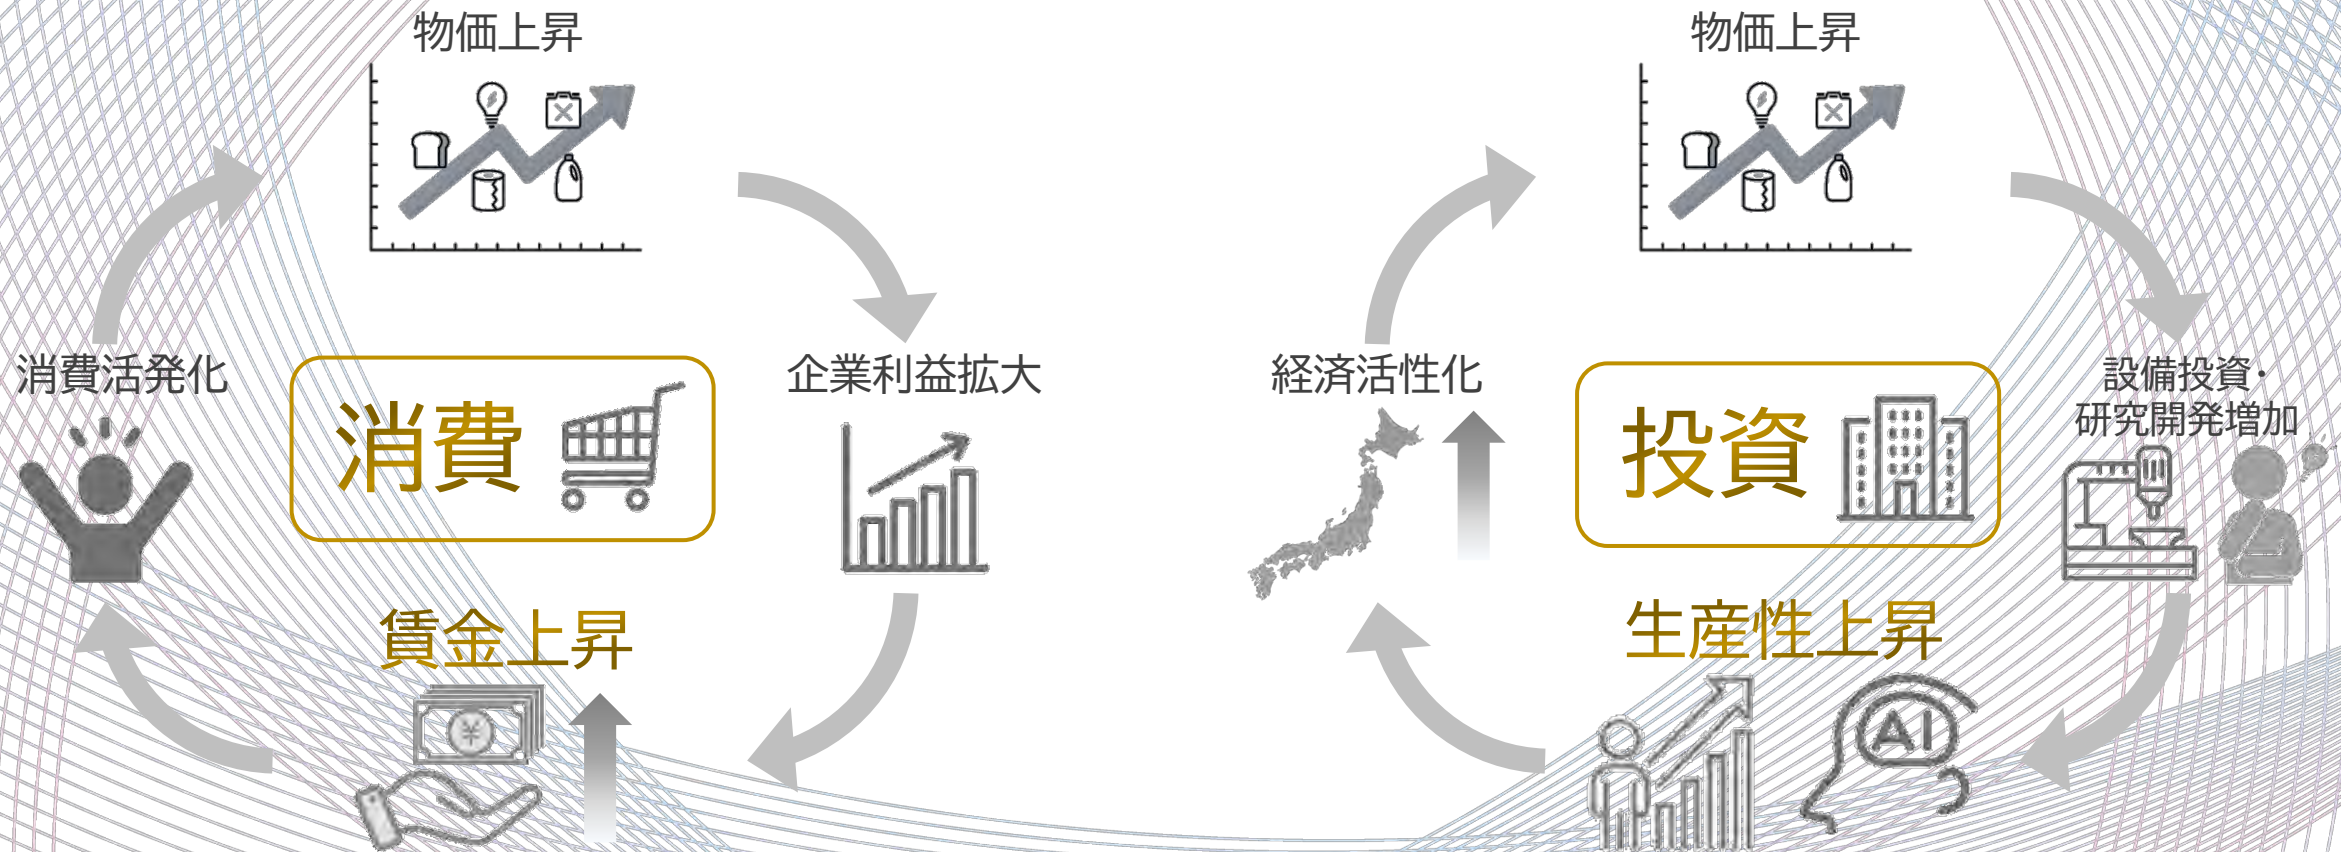 物価上昇
物価上昇
消費活発化
消費
企業利益拡大
経済活性化
投資
設備投資・
研究開発増加
賃金上昇
¥
生産性上昇
AI